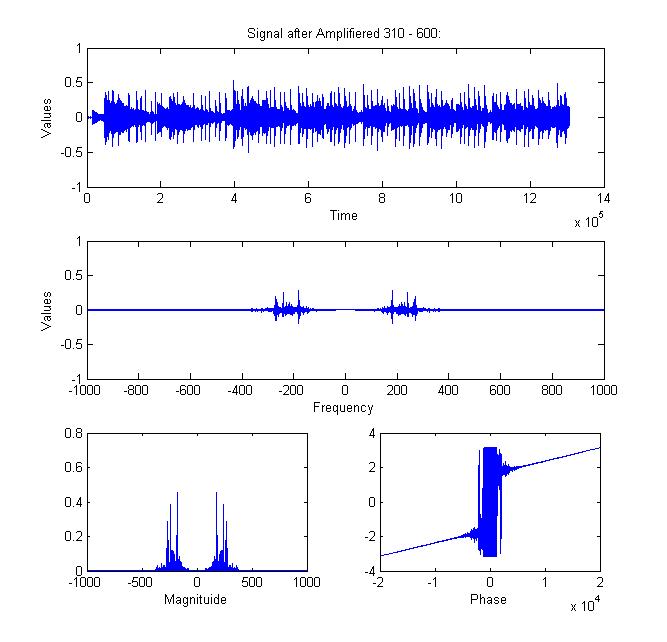 Signal after Amplifiered 310 - 600:
1
0.5
0
-0.5
-1
Values
0 2 4 6 8 10 12 14
Time
x 10^5
1
0.5
0
-0.5
-1
Values
-1000 -800 -600 -400 -200 0 200 400 600 800 1000
Frequency
0.8
0.6
0.4
0.2
0
-1000 -500 0 500 1000
Magnituide
4
2
0
-2
-4
-2 -1 0 1 2
Phase
x 10^4